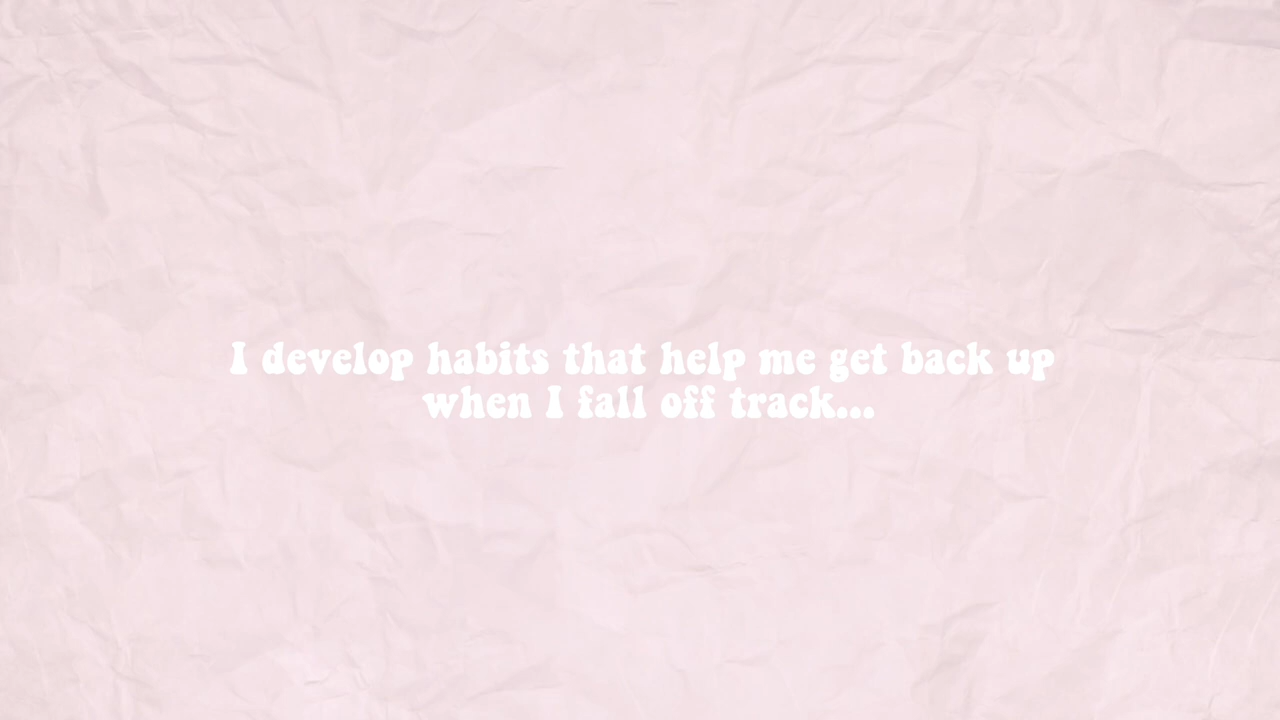 I develop habits that help me get back up
when I fall off track...